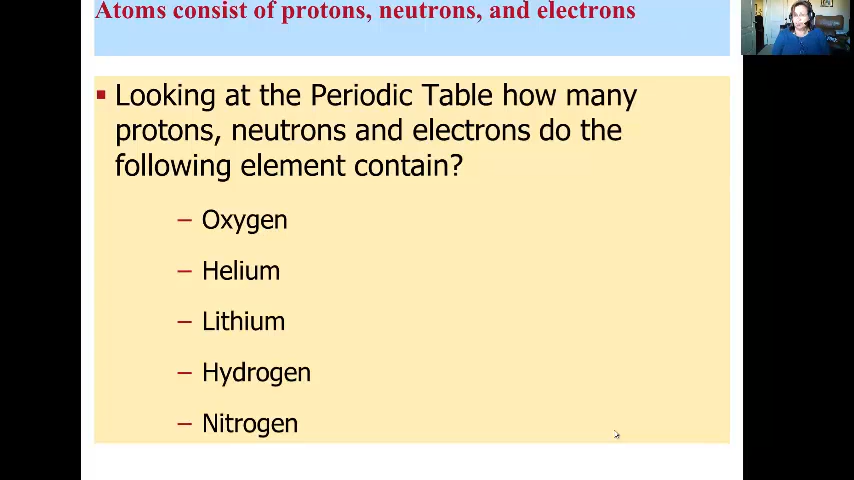 Atoms consist of protons, neutrons, and electrons
Looking at the Periodic Table how many
protons, neutrons and electrons do the
following element contain?
– Oxygen
– Helium
– Lithium
– Hydrogen
– Nitrogen